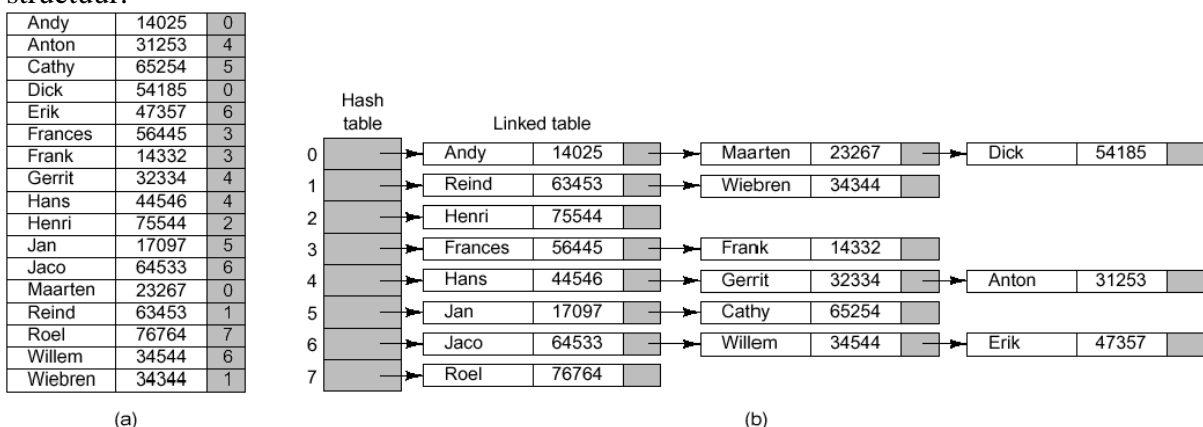 structuur.
Andy 14025 0
Anton 31253 4
Cathy 65254 5
Dick 54185 0
Erik 47357 6
Frances 56445 3
Frank 14332 3
Gerrit 32334 4
Hans 44546 4
Henri 75544 2
Jan 17097 5
Jaco 64533 6
Maarten 23267 0
Reind 63453 1
Roel 76764 7
Willem 34544 6
Wiebren 34344 1
(a)
Hash
table
Linked table
0 Andy 14025 Maarten 23267 Dick 54185
1 Reind 63453 Wiebren 34344
2 Henri 75544
3 Frances 56445 Frank 14332
4 Hans 44546 Gerrit 32334 Anton 31253
5 Jan 17097 Cathy 65254
6 Jaco 64533 Willem 34544 Erik 47357
7 Roel 76764
(b)